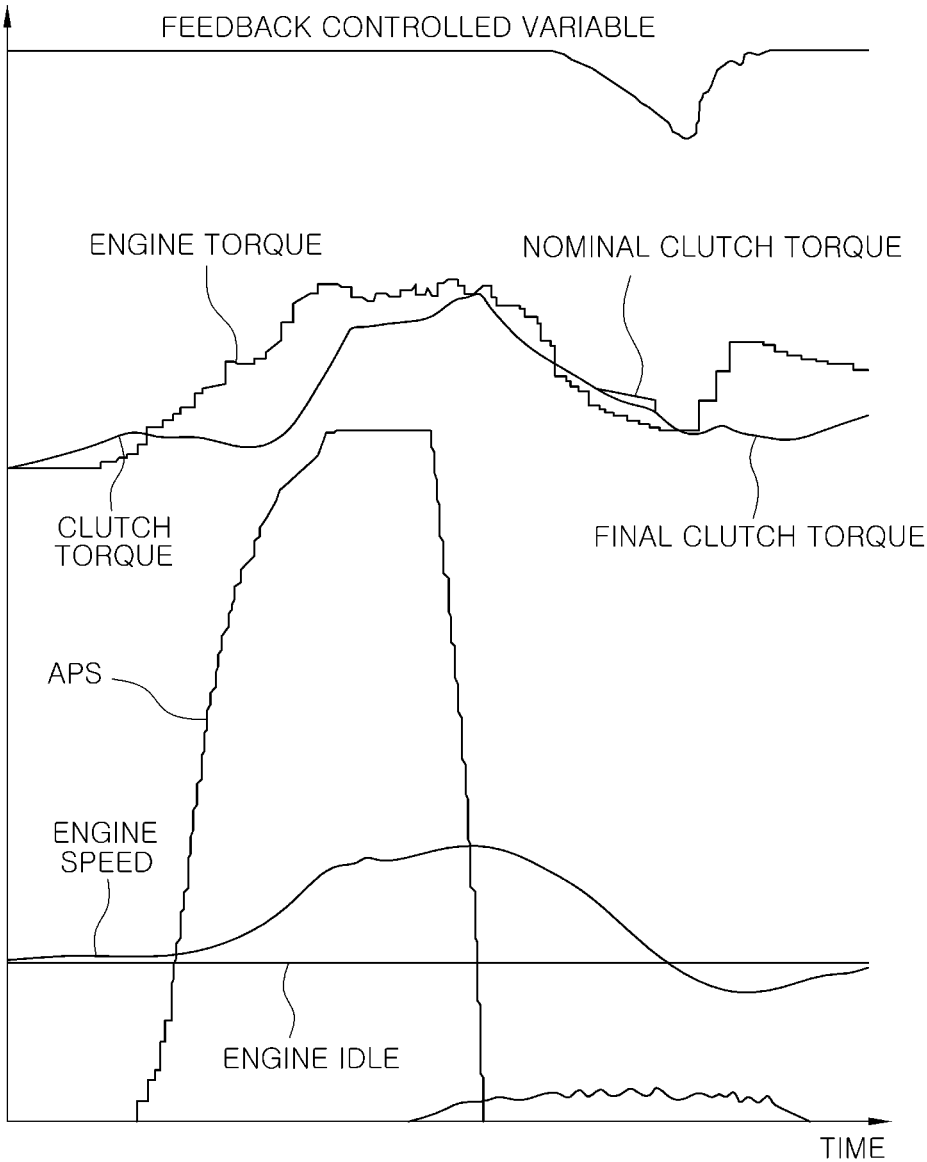 FEEDBACK CONTROLLED VARIABLE
ENGINE TORQUE
NOMINAL CLUTCH TORQUE
CLUTCH
TORQUE
FINAL CLUTCH TORQUE
APS
ENGINE
SPEED
ENGINE IDLE
TIME